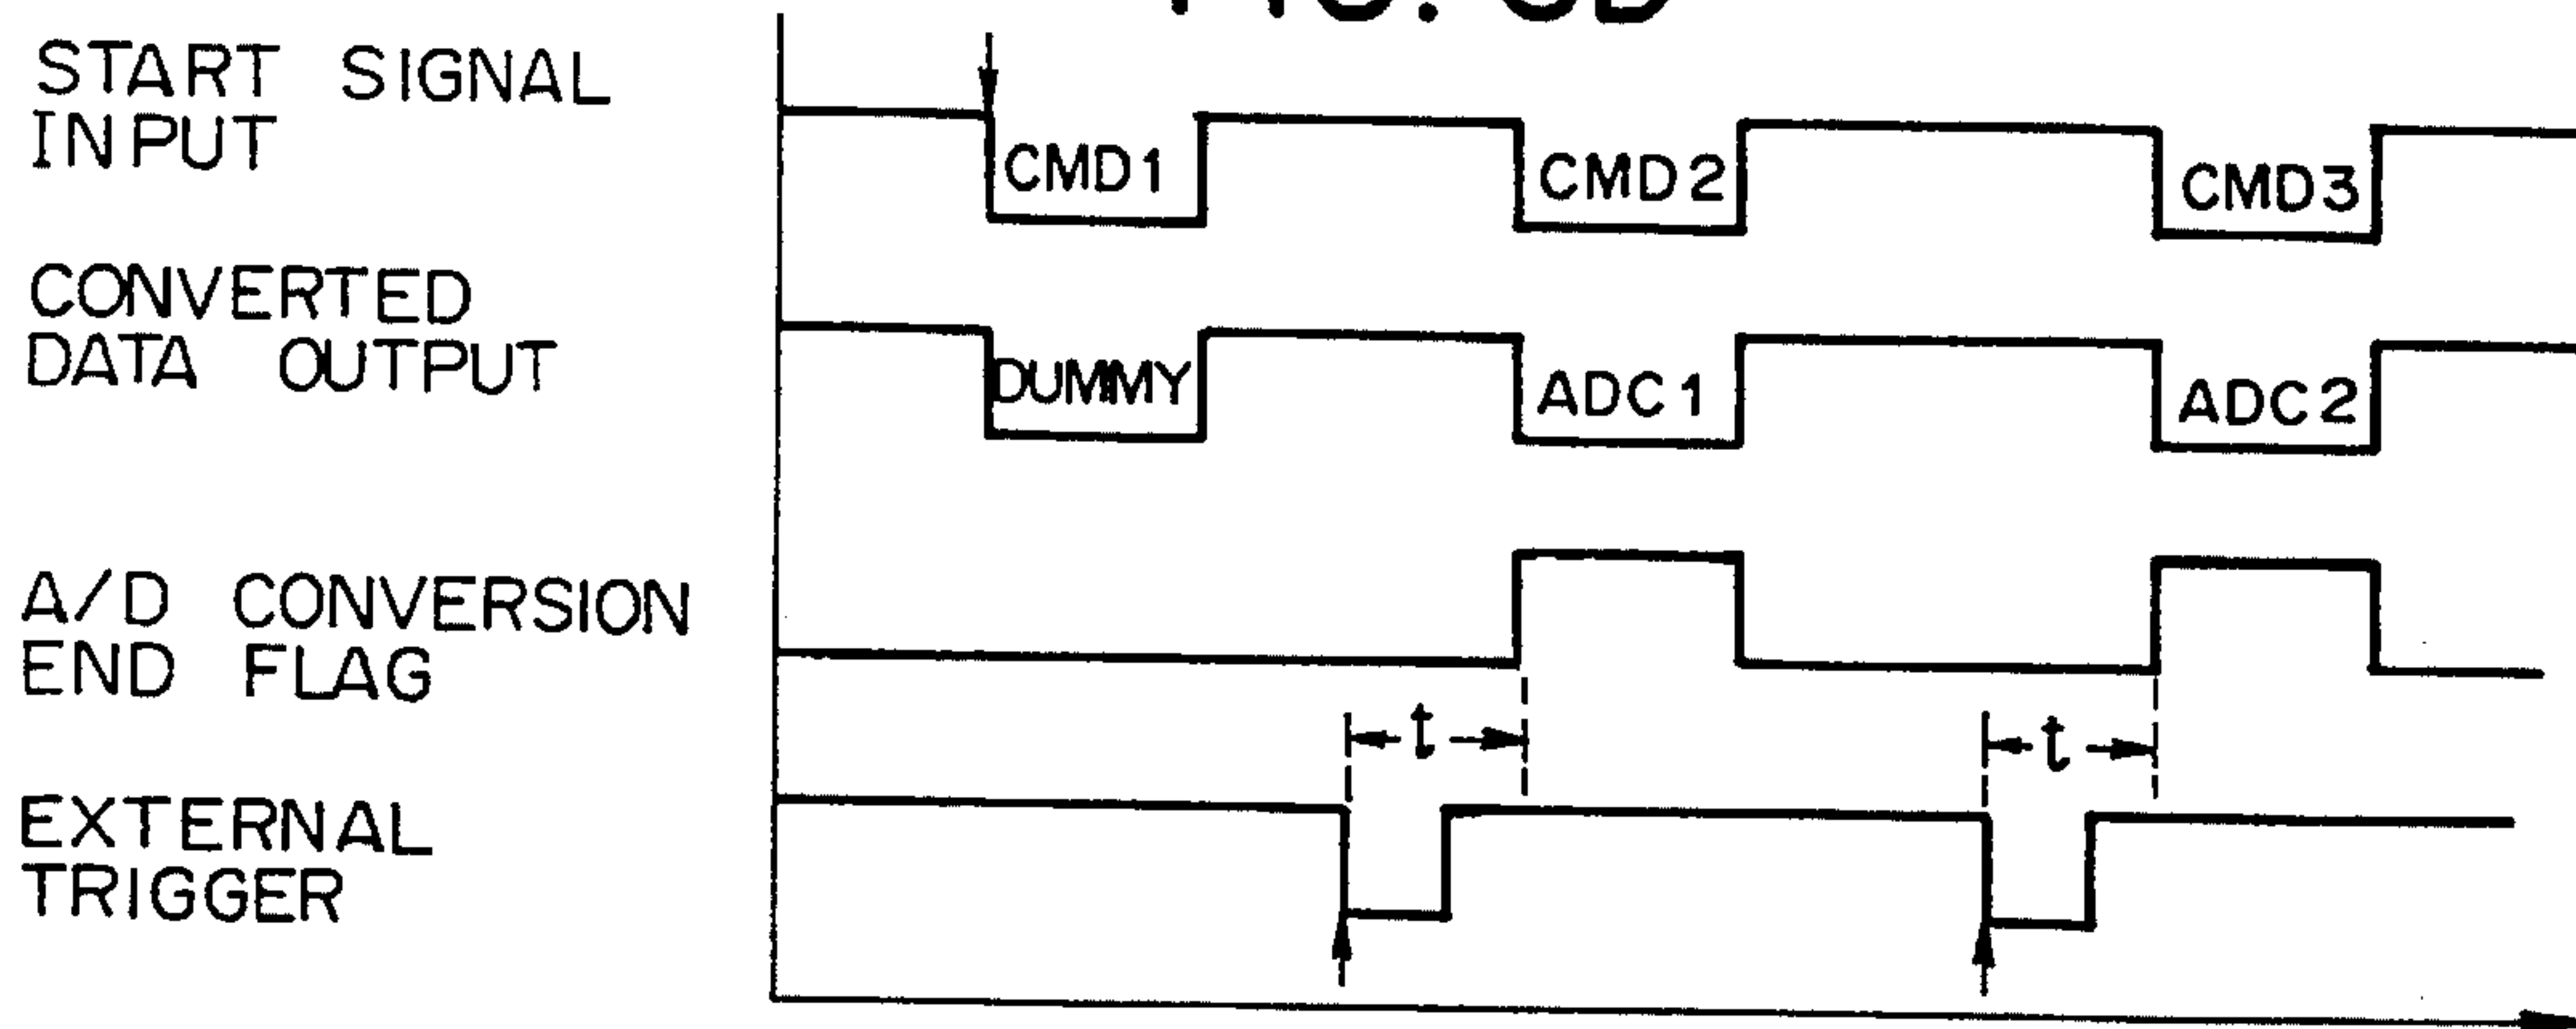 START SIGNAL
INPUT
CMD1
CMD2
CMD3
CONVERTED
DATA OUTPUT
DUMMY
ADC1
ADC2
A/D CONVERSION
END FLAG
t
t
EXTERNAL
TRIGGER